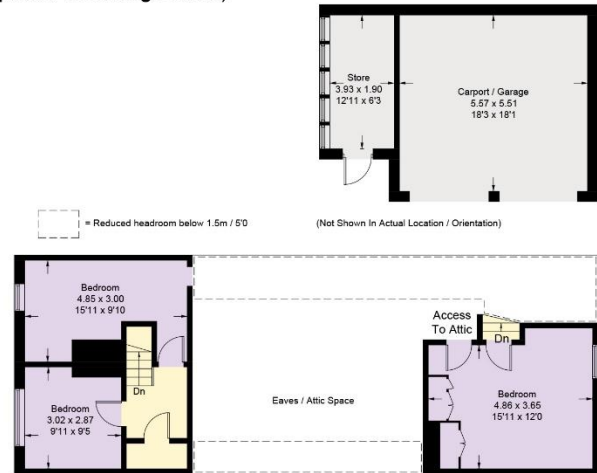 Store
3.93 x 1.90
12'11 x 6'3
Carport / Garage
5.57 x 5.51
18'3 x 18'1
= Reduced headroom below 1.5m / 5'0
(Not Shown In Actual Location / Orientation)
Bedroom
4.85 x 3.00
15'11 x 9'10
Access
To Attic
Dn
Dn
Eaves / Attic Space
Bedroom
4.86 x 3.65
15'11 x 12'0
Bedroom
3.02 x 2.87
9'11 x 9'5